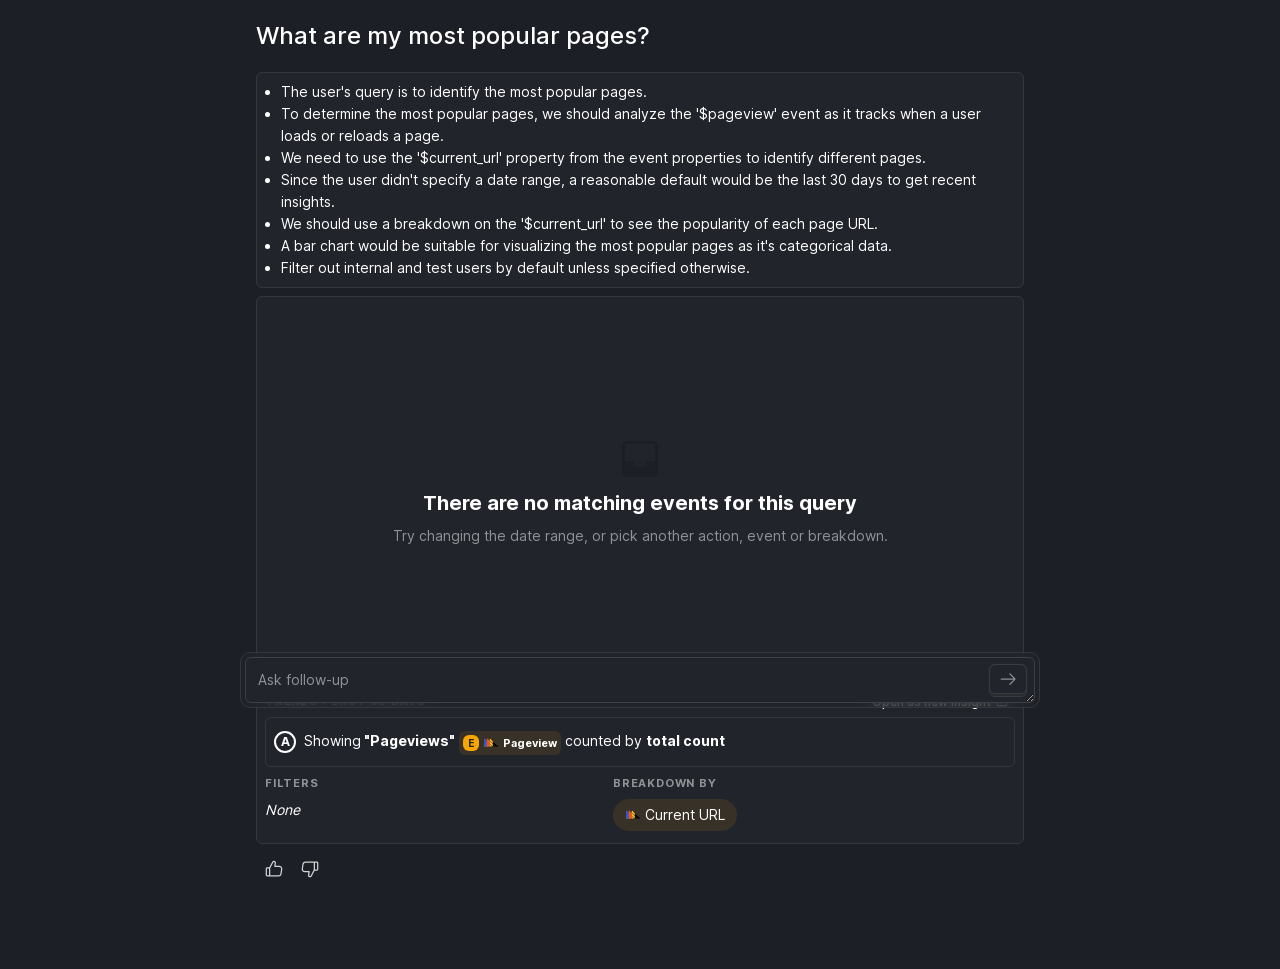 What are my most popular pages?
The user's query is to identify the most popular pages.
To determine the most popular pages, we should analyze the '$pageview' event as it tracks when a user
loads or reloads a page.
We need to use the '$current_url' property from the event properties to identify different pages.
Since the user didn't specify a date range, a reasonable default would be the last 30 days to get recent
insights.
We should use a breakdown on the '$current_url' to see the popularity of each page URL.
A bar chart would be suitable for visualizing the most popular pages as it's categorical data.
Filter out internal and test users by default unless specified otherwise.
There are no matching events for this query
Try changing the date range, or pick another action, event or breakdown.
Ask follow-up
Open as new insight
A Showing "Pageviews" E Pageview counted by total count
FILTERS BREAKDOWN BY
None Current URL